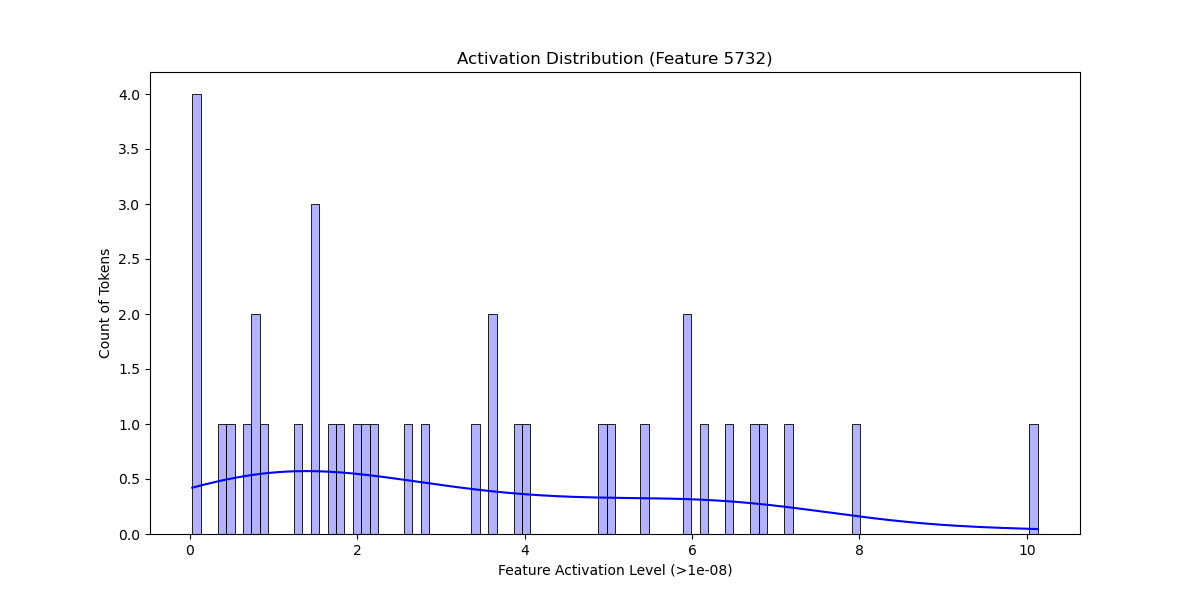 Activation Distribution (Feature 5732)
4.0
3.5
3.0
2.5
2.0
1.5
1.0
0.5
0.0
Count of Tokens
0 2 4 6 8 10
Feature Activation Level (>1e-08)